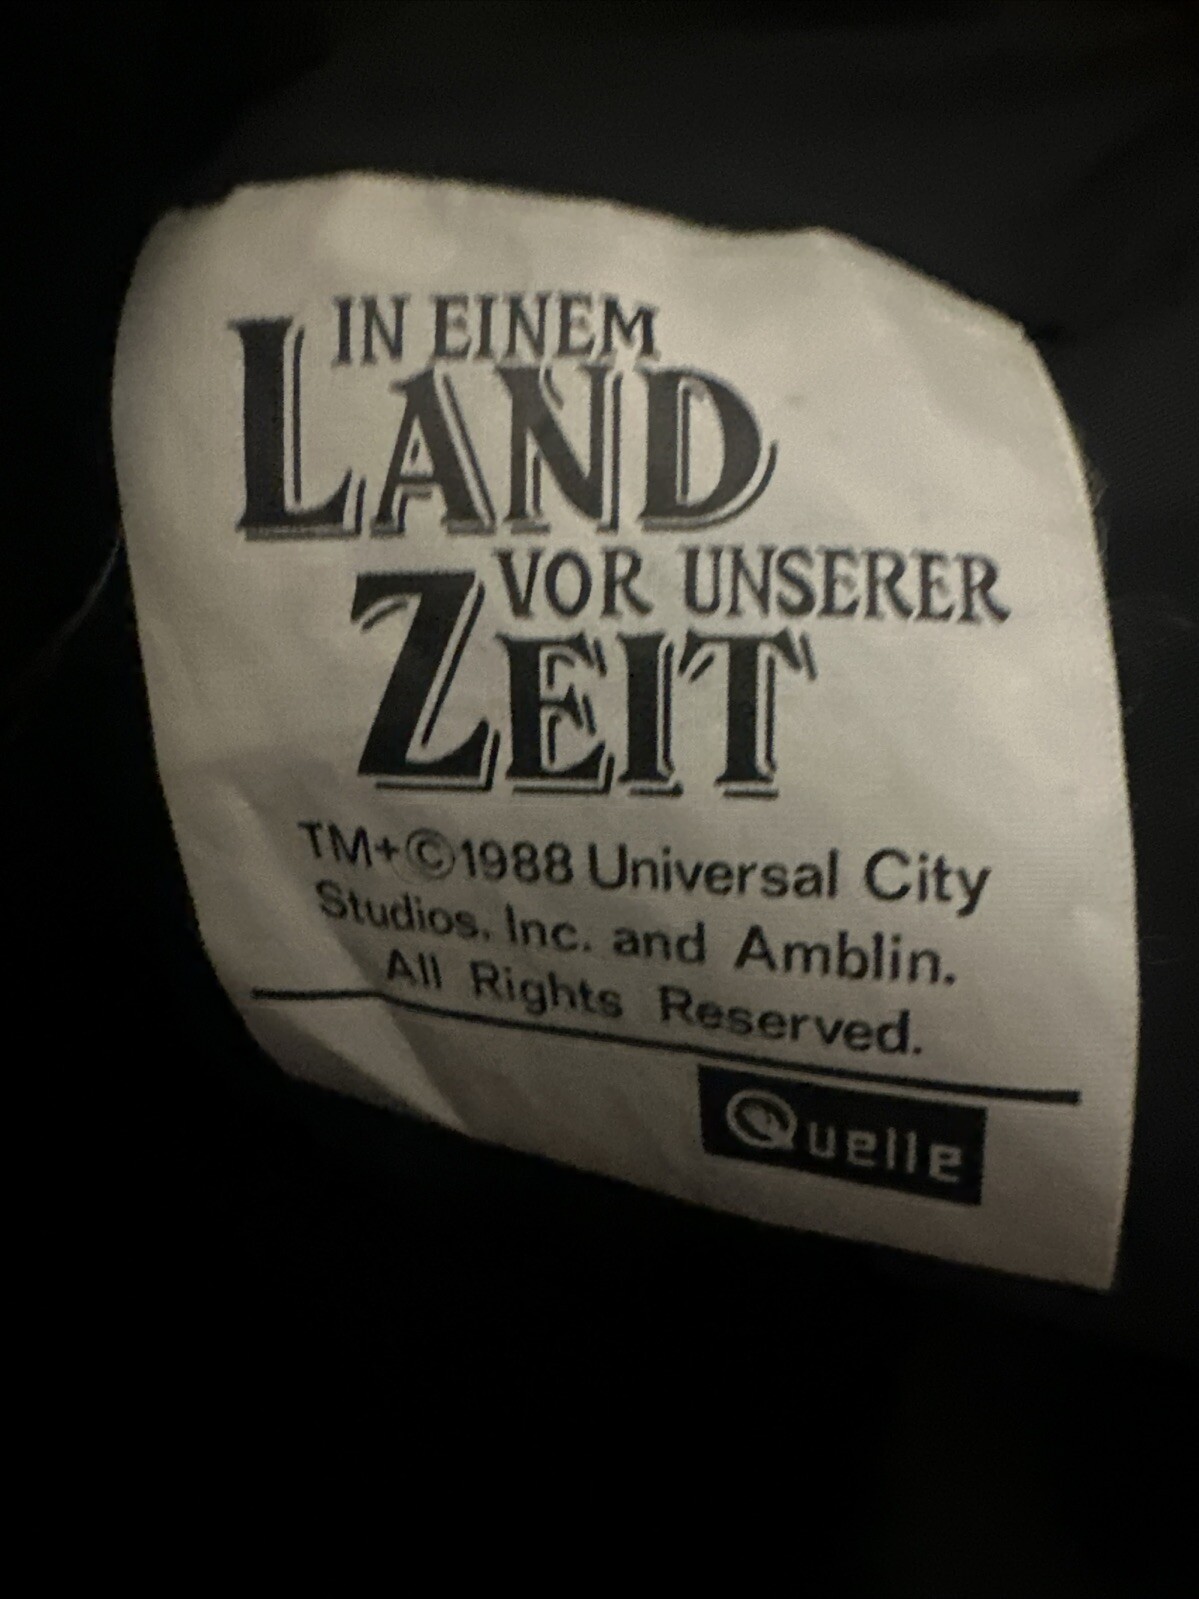 IN EINEM
LAND
VOR UNSERER
ZEIT
TM+©1988 Universal City
Studios, Inc. and Amblin.
All Rights Reserved.
Quelle